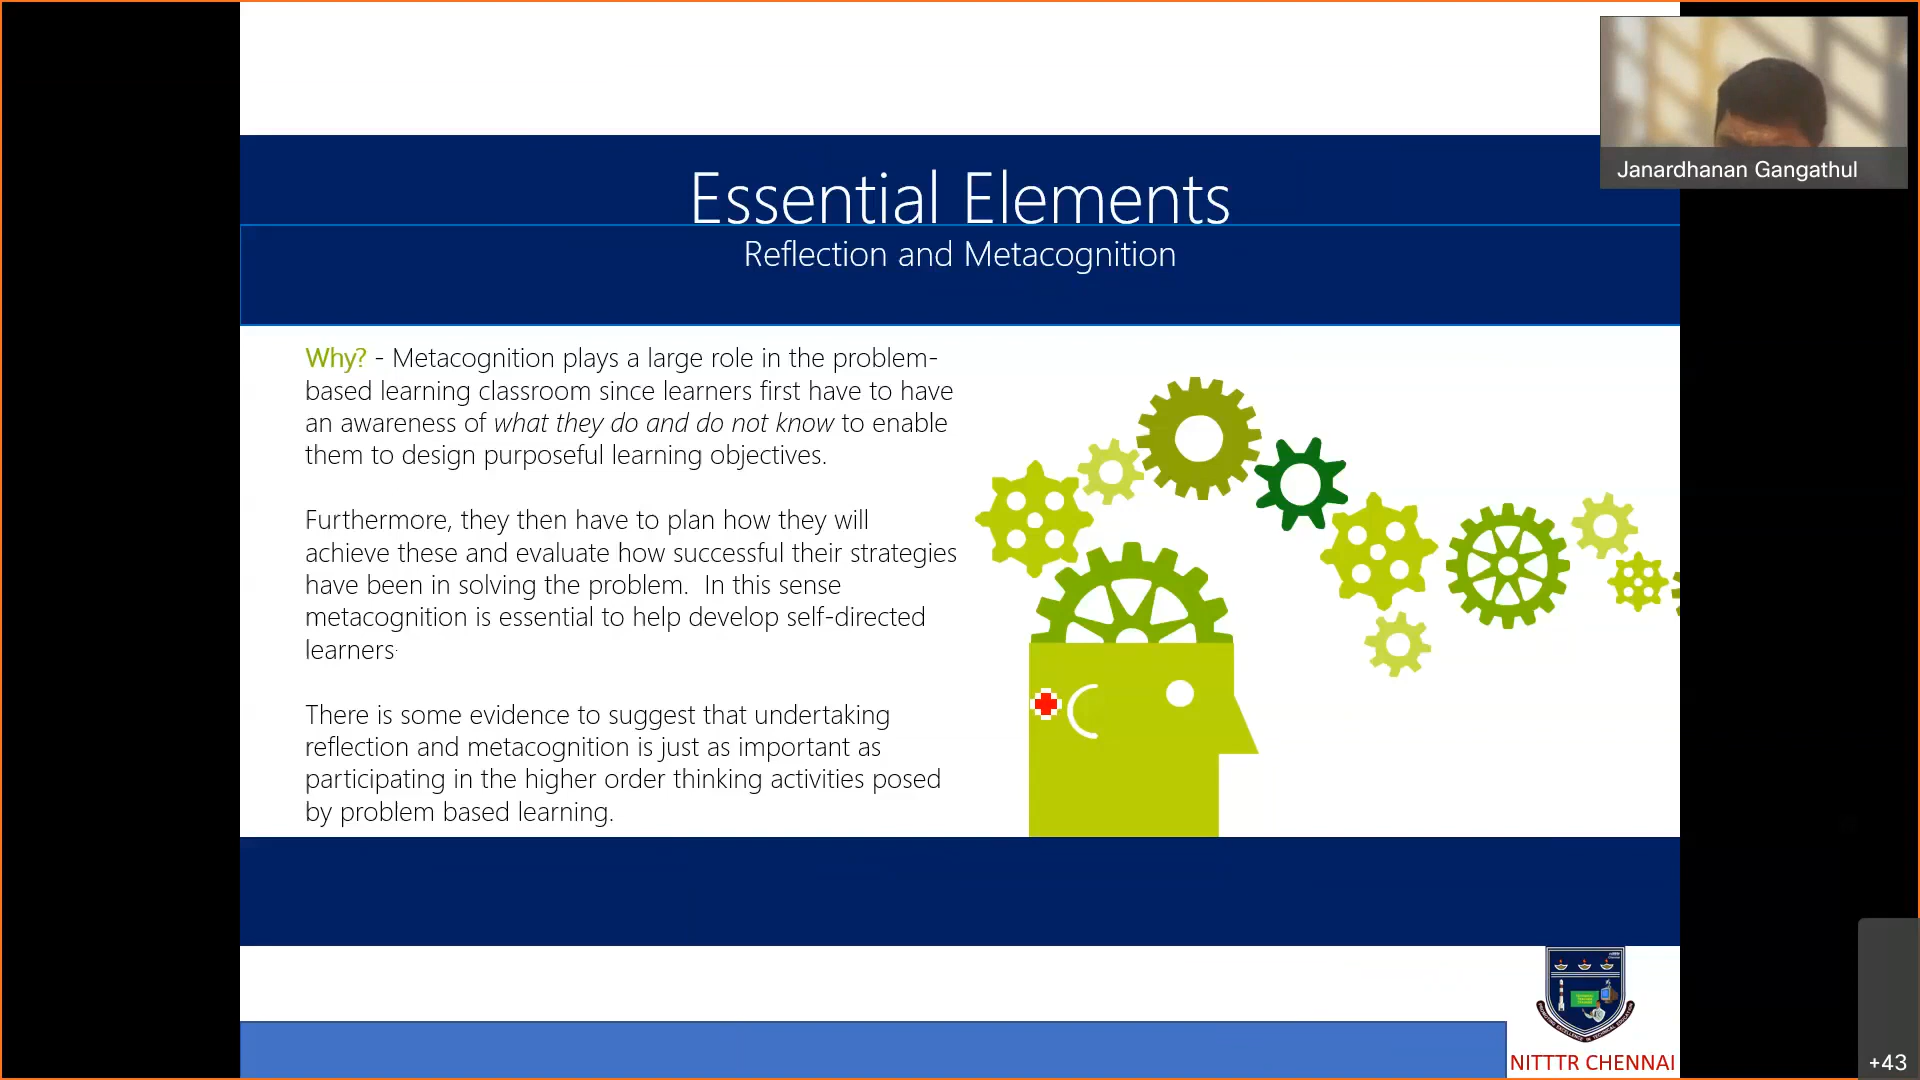 Janardhanan Gangathul
Essential Elements
Reflection and Metacognition
Why? - Metacognition plays a large role in the problem-
based learning classroom since learners first have to have
an awareness of what they do and do not know to enable
them to design purposeful learning objectives.
Furthermore, they then have to plan how they will
achieve these and evaluate how successful their strategies
have been in solving the problem.  In this sense
metacognition is essential to help develop self-directed
learners.
There is some evidence to suggest that undertaking
reflection and metacognition is just as important as
participating in the higher order thinking activities posed
by problem based learning.
NITTTR CHENNAI
+43